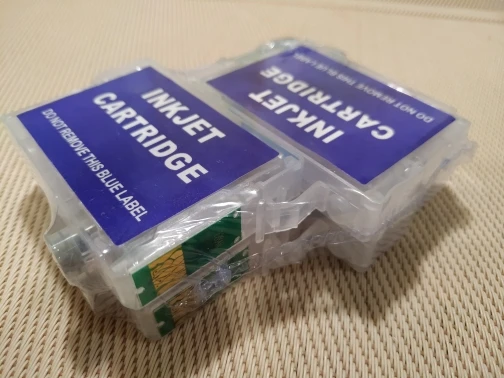 INKJET
CARTRIDGE
DO NOT REMOVE THIS BLUE LABEL
INKJET
CARTRIDGE
DO NOT REMOVE THIS BLUE LABEL